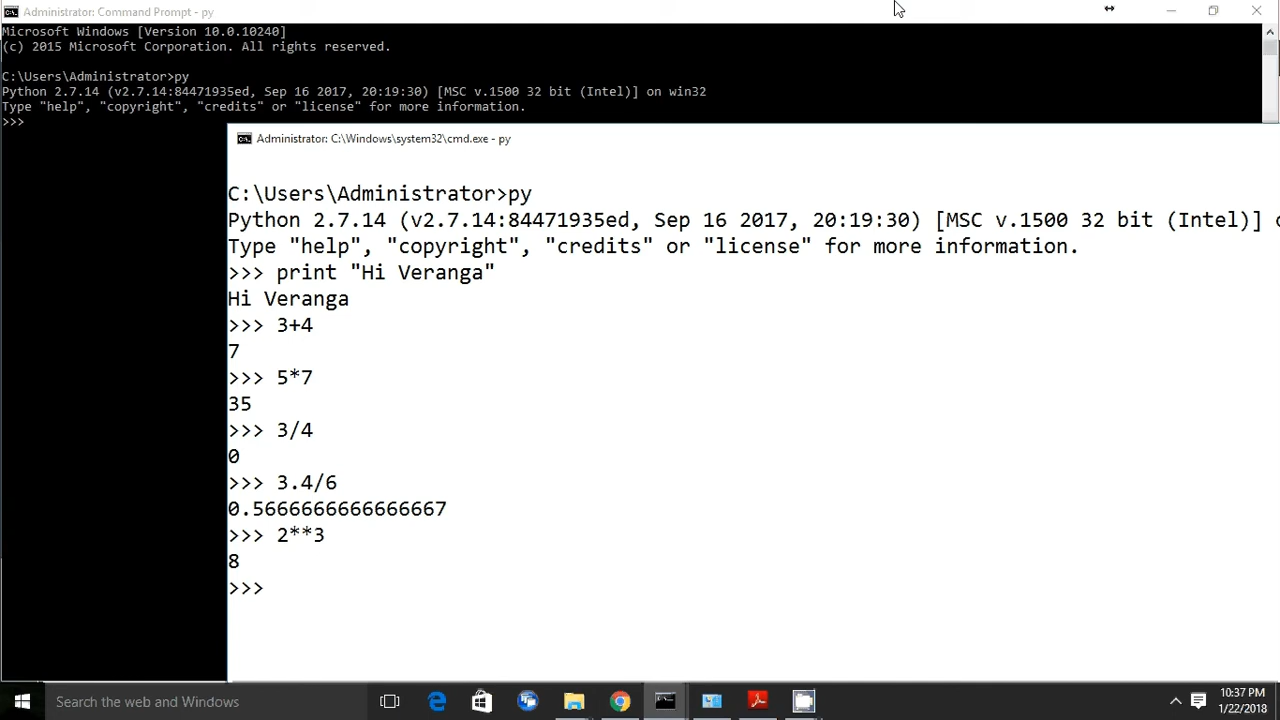 Administrator: Command Prompt - py
Microsoft Windows [Version 10.0.10240]
(c) 2015 Microsoft Corporation. All rights reserved.
C:\Users\Administrator>py
Python 2.7.14 (v2.7.14:84471935ed, Sep 16 2017, 20:19:30) [MSC v.1500 32 bit (Intel)] on win32
Type "help", "copyright", "credits" or "license" for more information.
>>>
Administrator: C:\Windows\system32\cmd.exe - py
C:\Users\Administrator>py
Python 2.7.14 (v2.7.14:84471935ed, Sep 16 2017, 20:19:30) [MSC v.1500 32 bit (Intel)]
Type "help", "copyright", "credits" or "license" for more information.
>>> print "Hi Veranga"
Hi Veranga
>>> 3+4
7
>>> 5*7
35
>>> 3/4
0
>>> 3.4/6
0.5666666666666667
>>> 2**3
8
>>>
Search the web and Windows
10:37 PM
1/22/2018